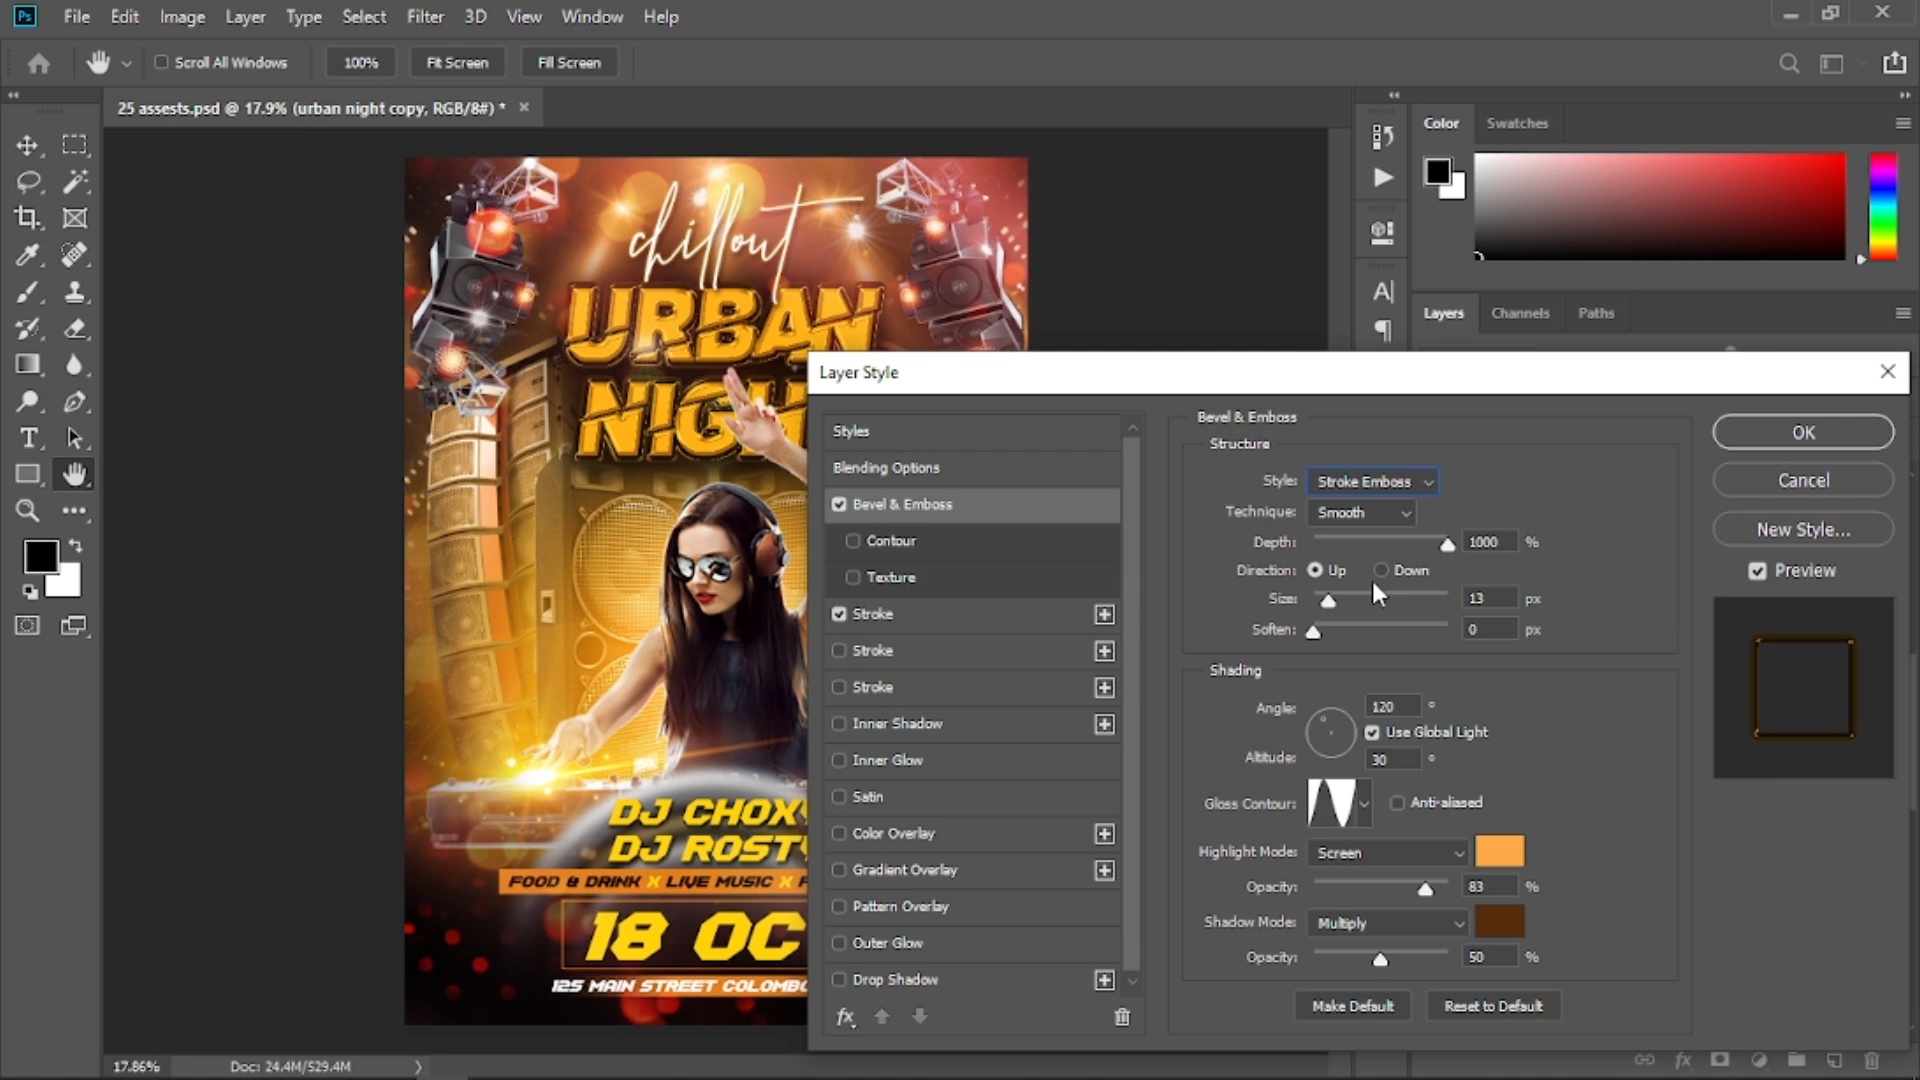 Ps File Edit Image Layer Type Select Filter 3D View Window Help
Scroll All Windows 100% Fit Screen Fill Screen
25 assests.psd @ 17.9% (urban night copy, RGB/8#) * ×
Color Swatches
chillout
URBAN
Layers Channels Paths
Layer Style
NIGH
Styles
Blending Options
Bevel & Emboss
Contour
Texture
Stroke
Stroke
Stroke
Inner Shadow
Inner Glow
Satin
Color Overlay
Gradient Overlay
Pattern Overlay
Outer Glow
Drop Shadow
fx
Bevel & Emboss
Structure
Style: Stroke Emboss
Technique: Smooth
Depth: 1000 %
Direction: Up Down
Size: 13 px
Soften: 0 px
Shading
Angle: 120 °
Use Global Light
Altitude: 30 °
Gloss Contour: Anti-aliased
Highlight Mode: Screen
Opacity: 83 %
Shadow Mode: Multiply
Opacity: 50 %
Make Default Reset to Default
OK
Cancel
New Style...
Preview
DJ CHOXY
DJ ROSTY
FOOD & DRINK X LIVE MUSIC X F
18 OC
125 MAIN STREET COLOMBO
17.86% Doc: 24.4M/529.4M
fx